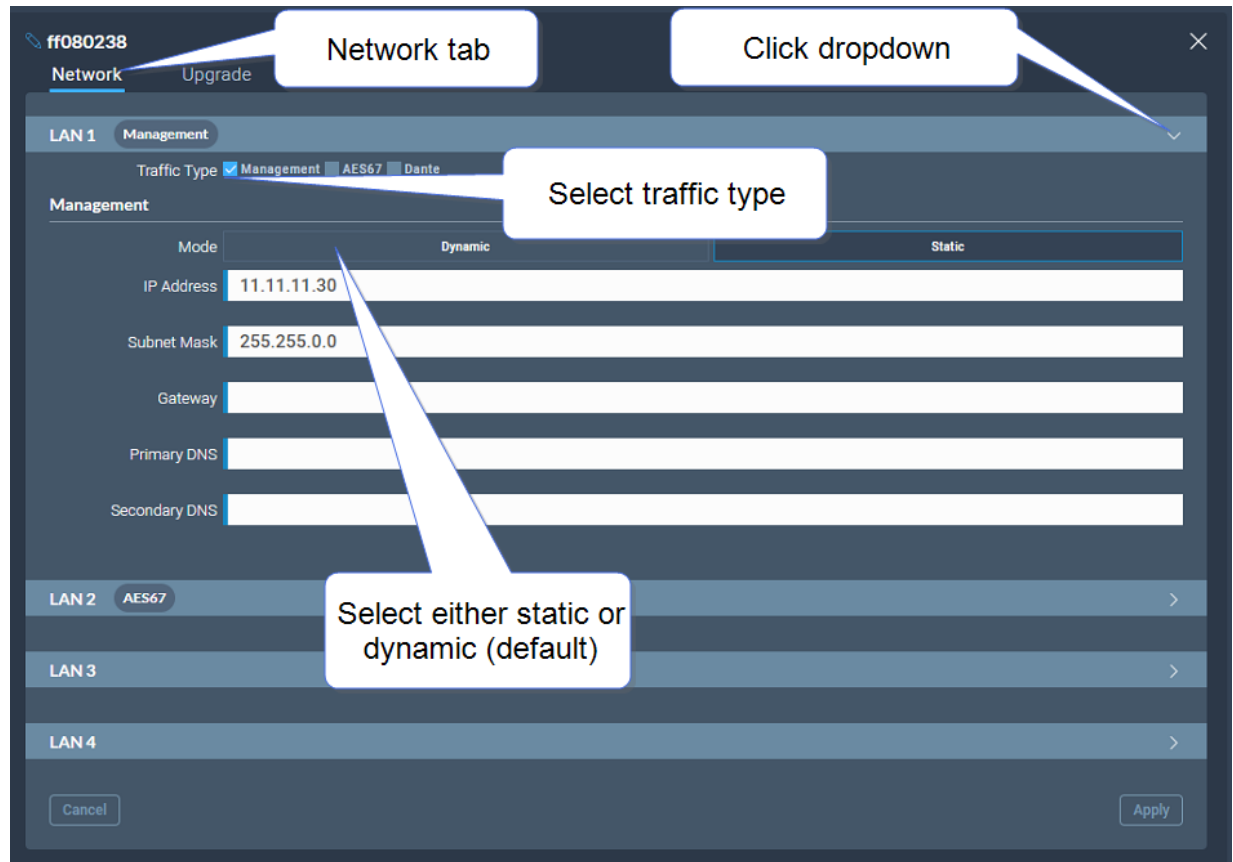 ff080238
Network tab
Click dropdown
Network Upgrade
LAN 1 Management
Traffic Type Management AES67 Dante
Select traffic type
Management
Mode Dynamic Static
IP Address 11.11.11.30
Subnet Mask 255.255.0.0
Gateway
Primary DNS
Secondary DNS
LAN 2 AES67
Select either static or
dynamic (default)
LAN 3
LAN 4
Cancel Apply